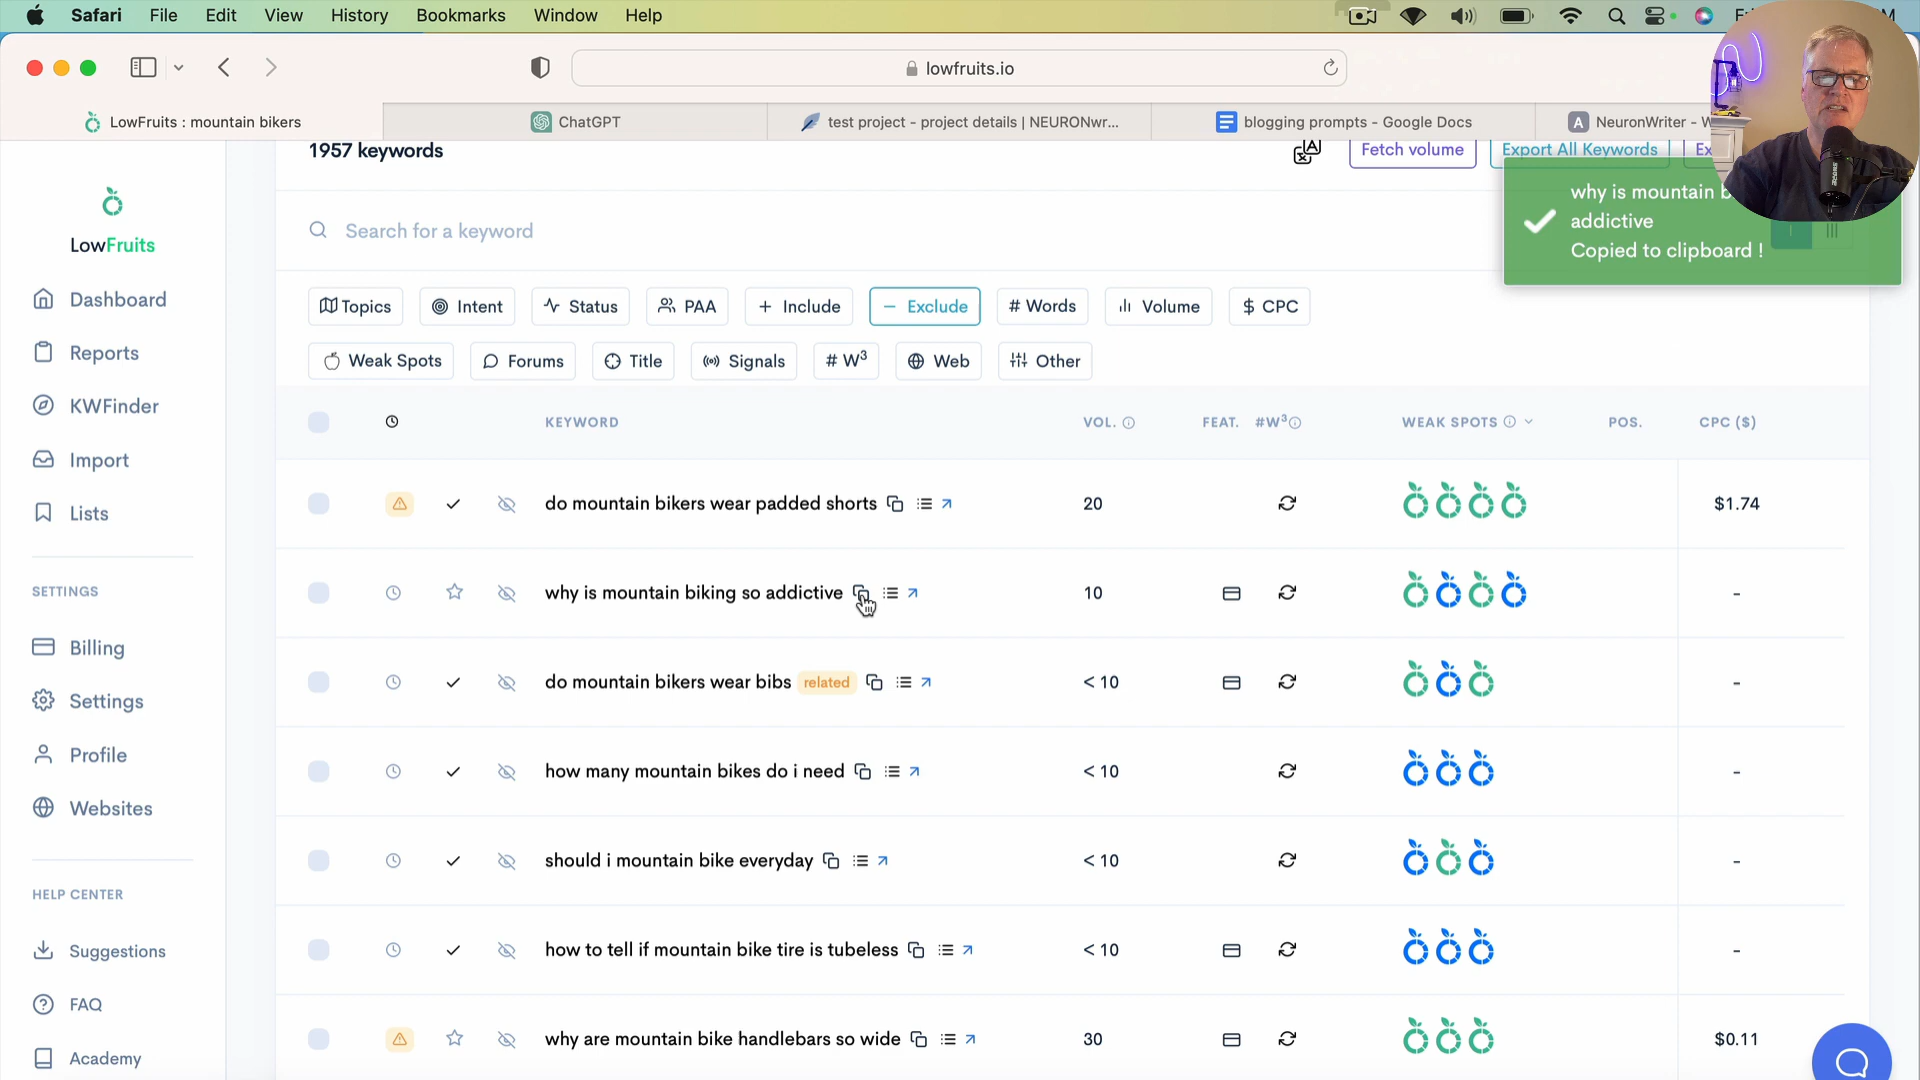 Safari File Edit View History Bookmarks Window Help
lowfruits.io
LowFruits : mountain bikers
ChatGPT
test project - project details | NEURONwr...
blogging prompts - Google Docs
NeuronWriter - W
1957 keywords
Fetch volume
Export All Keywords
Ex
why is mountain b
addictive
Copied to clipboard !
Search for a keyword
LowFruits
Dashboard
Reports
KWFinder
Import
Lists
SETTINGS
Billing
Settings
Profile
Websites
HELP CENTER
Suggestions
FAQ
Academy
Topics Intent Status PAA + Include − Exclude # Words Volume $ CPC
Weak Spots Forums Title Signals # W³ Web Other
KEYWORD VOL. FEAT. #W³ WEAK SPOTS POS. CPC ($)
do mountain bikers wear padded shorts 20 $1.74
why is mountain biking so addictive 10 -
do mountain bikers wear bibs related < 10 -
how many mountain bikes do i need < 10 -
should i mountain bike everyday < 10 -
how to tell if mountain bike tire is tubeless < 10 -
why are mountain bike handlebars so wide 30 $0.11